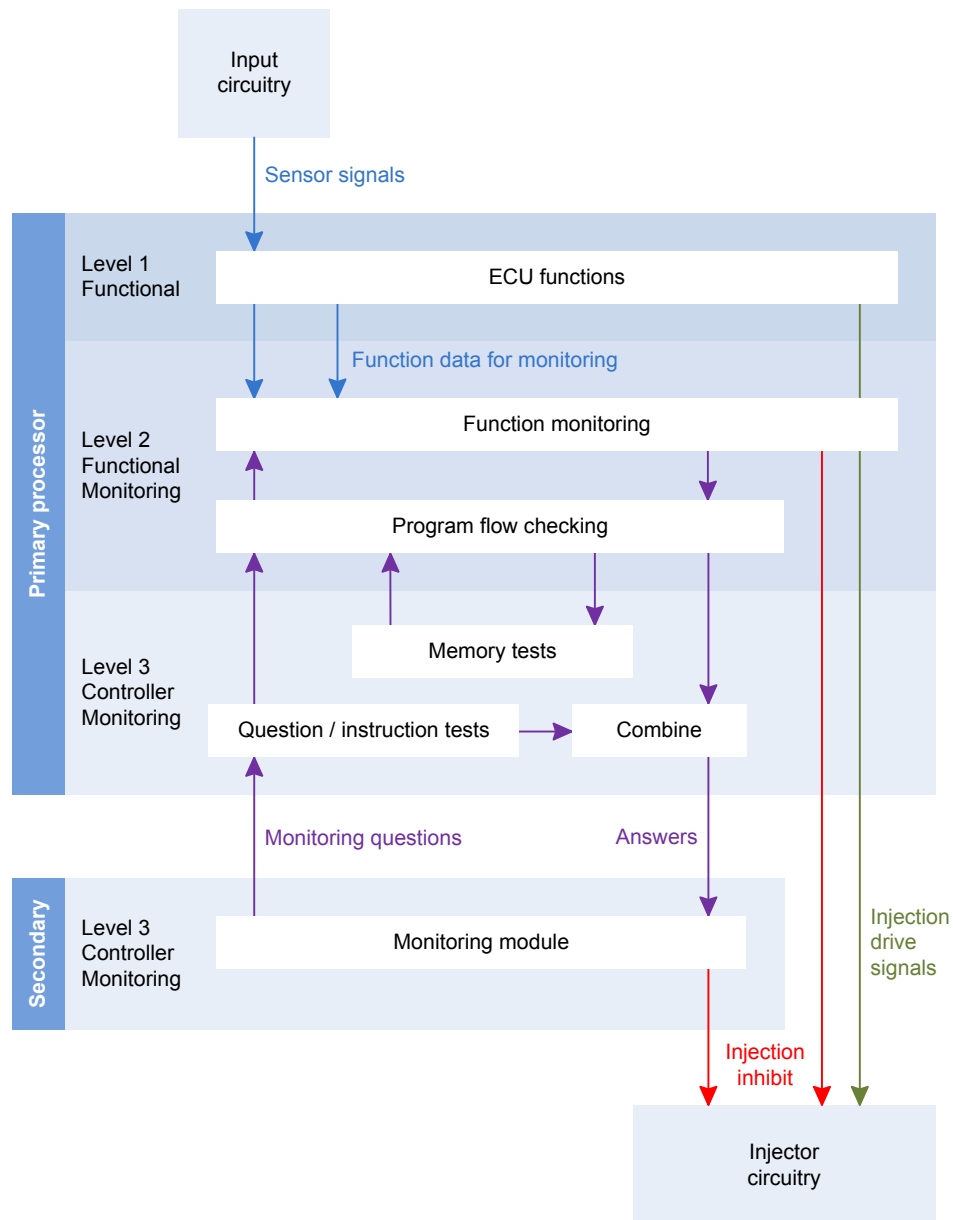 Input
circuitry
Sensor signals
Primary processor
Level 1
Functional
ECU functions
Function data for monitoring
Level 2
Functional
Monitoring
Function monitoring
Program flow checking
Level 3
Controller
Monitoring
Memory tests
Question / instruction tests
Combine
Monitoring questions
Answers
Secondary
Level 3
Controller
Monitoring
Monitoring module
Injection
drive
signals
Injection
inhibit
Injector
circuitry